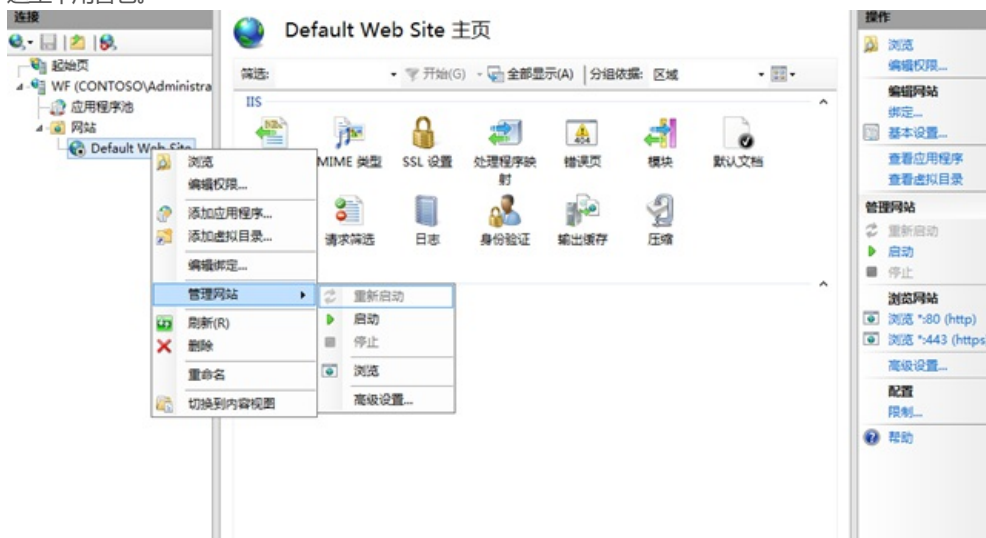 连接
起始页
WF (CONTOSO\Administra
应用程序池
网站
Default Web Site
浏览
编辑权限...
添加应用程序...
添加虚拟目录...
编辑绑定...
管理网站
刷新(R)
删除
重命名
切换到内容视图
重新启动
启动
停止
浏览
高级设置...
Default Web Site 主页
筛选:
开始(G)
全部显示(A)
分组依据:
区域
IIS
MIME 类型
SSL 设置
处理程序映
射
错误页
模块
默认文档
请求筛选
日志
身份验证
输出缓存
压缩
操作
浏览
编辑权限...
编辑网站
绑定...
基本设置...
查看应用程序
查看虚拟目录
管理网站
重新启动
启动
停止
浏览网站
浏览 *:80 (http)
浏览 *:443 (https
高级设置...
配置
限制...
帮助